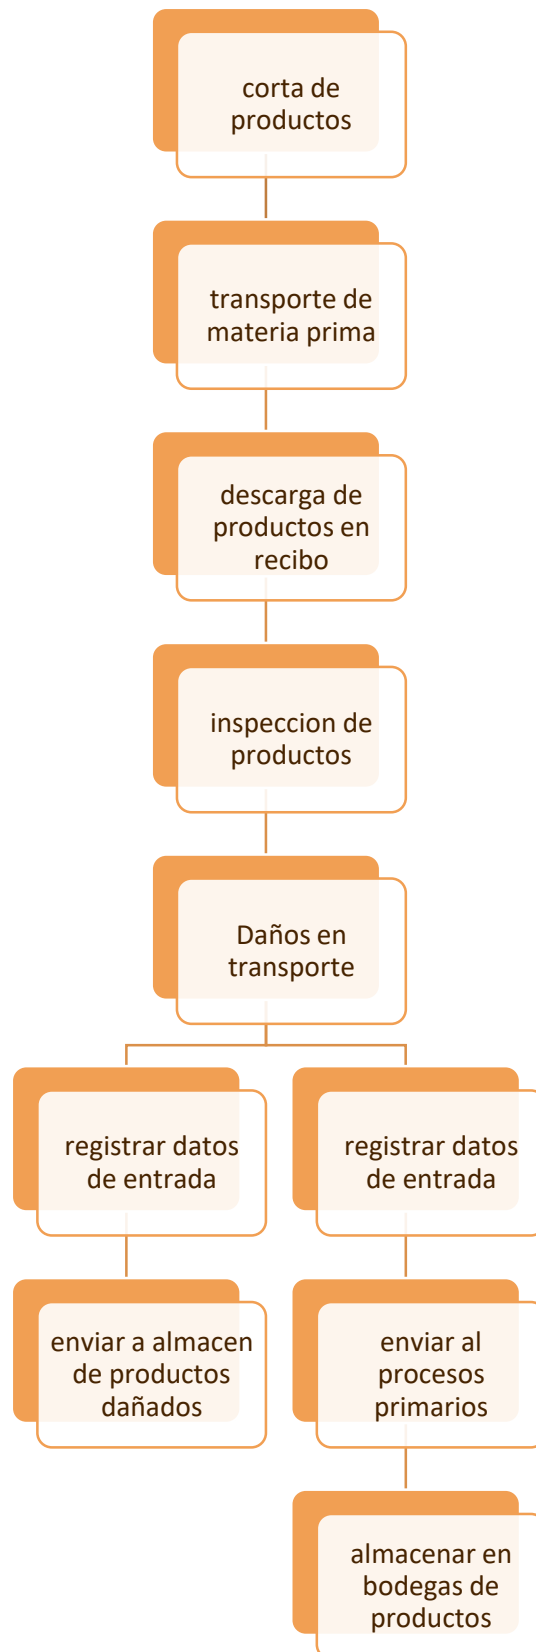 corta de
productos
transporte de
materia prima
descarga de
productos en
recibo
inspeccion de
productos
Daños en
transporte
registrar datos
de entrada
enviar a almacen
de productos
dañados
registrar datos
de entrada
enviar al
procesos
primarios
almacenar en
bodegas de
productos